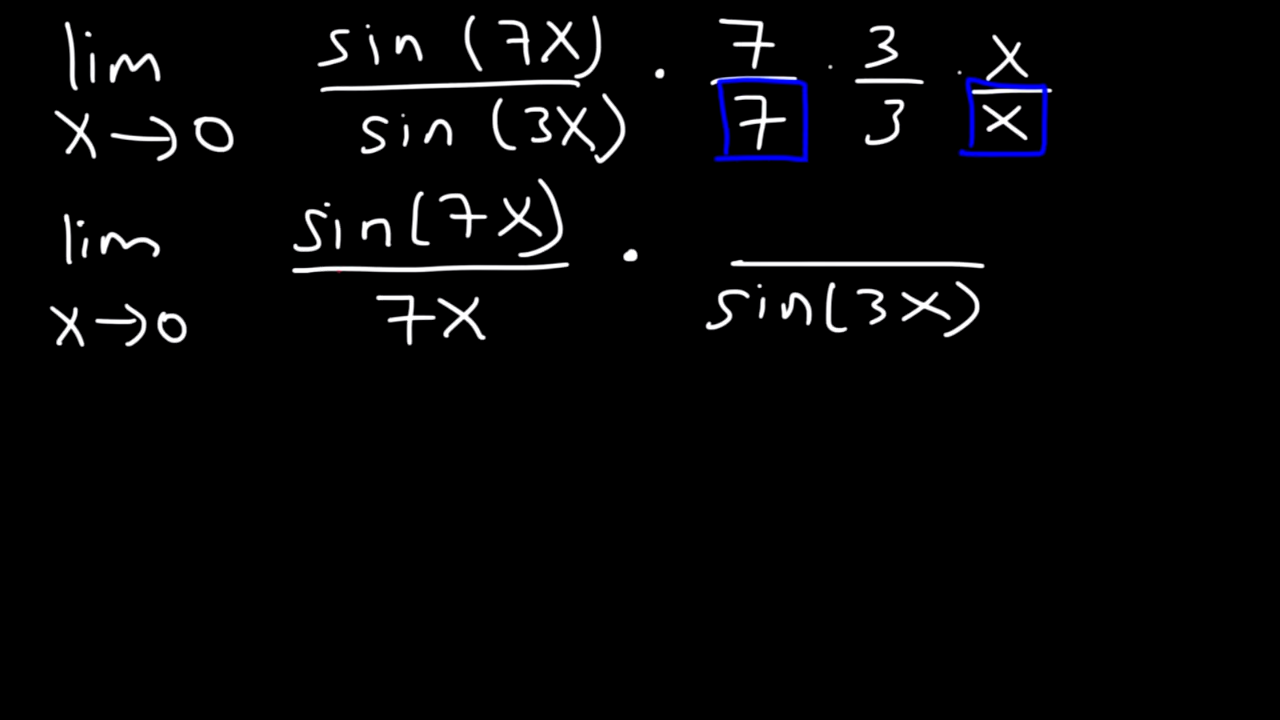 lim x→0 sin (7x) / sin (3x) · 7/7 · 3/3 · x/x
lim x→0 sin(7x) / 7x · / sin(3x)